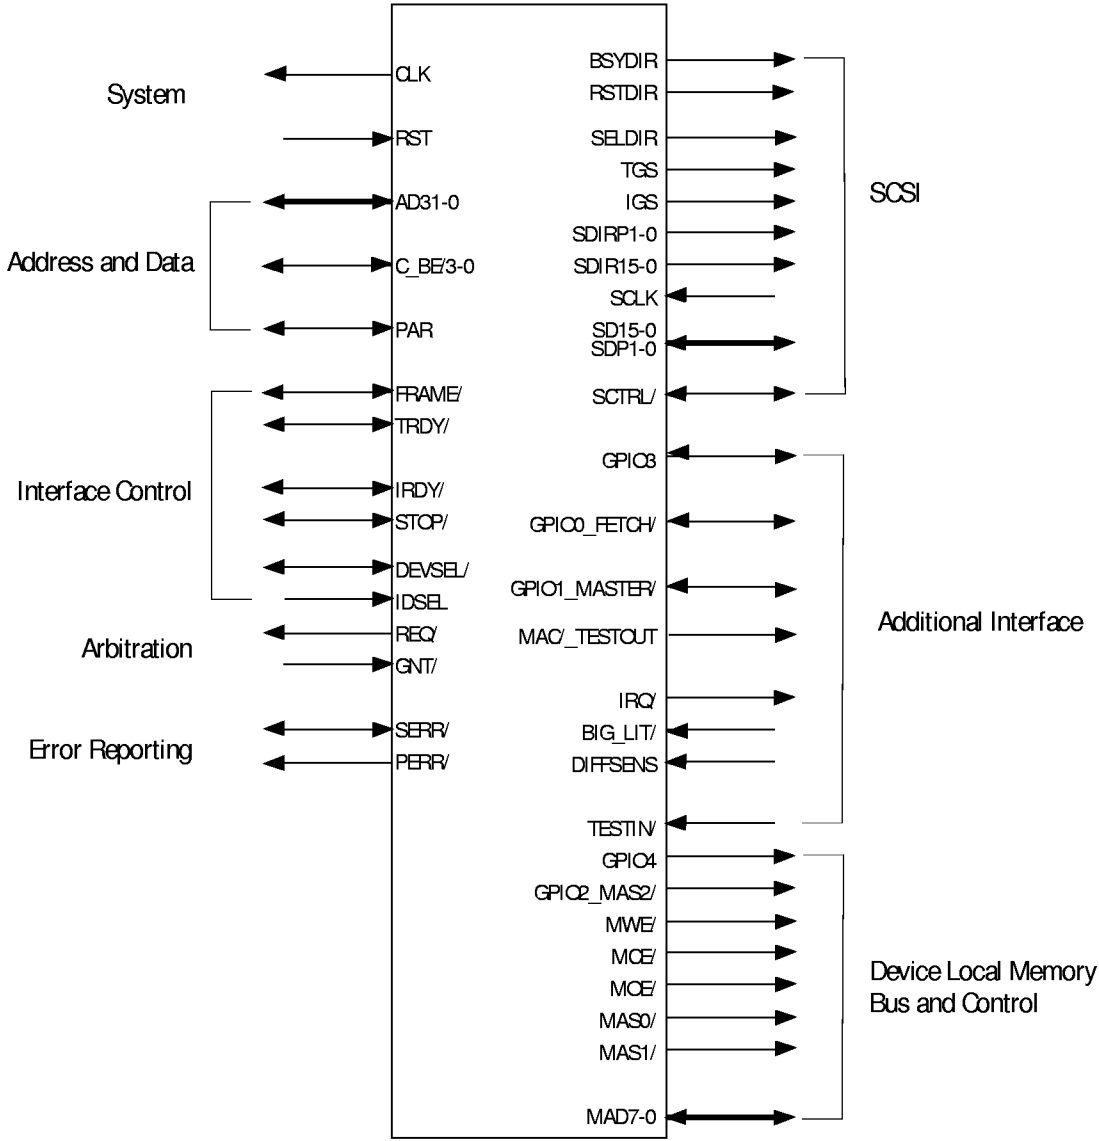 System
Address and Data
Interface Control
Arbitration
Error Reporting
CLK
RST
AD31-0
C_BE/3-0
PAR
FRAME/
TRDY/
IRDY/
STOP/
DEVSEL/
IDSEL
REQ/
GNT/
SERR/
PERR/
BSYDIR
RSTDIR
SELDIR
TGS
IGS
SDIRP1-0
SDIR15-0
SCLK
SD15-0
SDP1-0
SCTRL/
GPIO3
GPIO0_FETCH/
GPIO1_MASTER/
MAC/_TESTOUT
IRQ/
BIG_LIT/
DIFFSENS
TESTIN/
GPIO4
GPIO2_MAS2/
MWE/
MCE/
MOE/
MAS0/
MAS1/
MAD7-0
SCSI
Additional Interface
Device Local Memory
Bus and Control